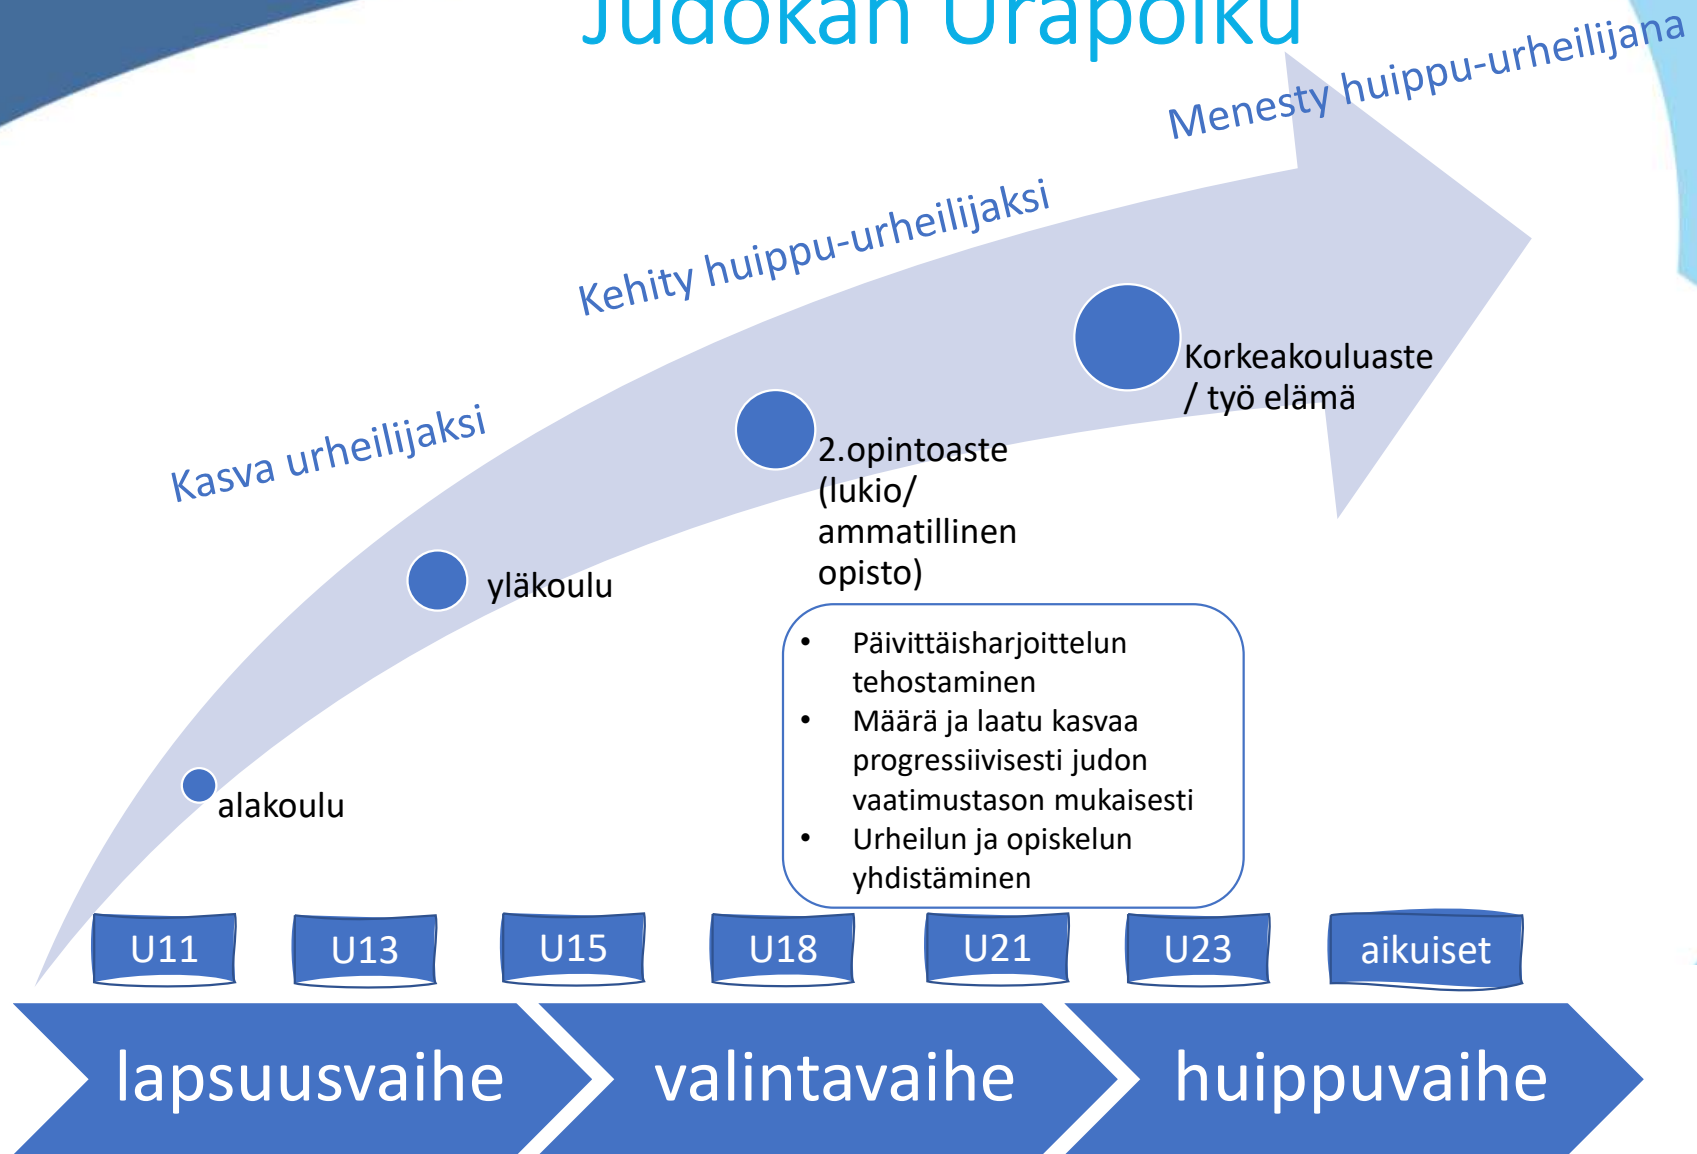 Judokan Urapolku
Menesty huippu-urheilijana
Kehity huippu-urheilijaksi
Kasva urheilijaksi
Korkeakouluaste
/ työ elämä
2.opintoaste
(lukio/
ammatillinen
opisto)
yläkoulu
alakoulu
• Päivittäisharjoittelun
tehostaminen
• Määrä ja laatu kasvaa
progressiivisesti judon
vaatimustason mukaisesti
• Urheilun ja opiskelun
yhdistäminen
U11 U13 U15 U18 U21 U23 aikuiset
lapsuusvaihe valintavaihe huippuvaihe